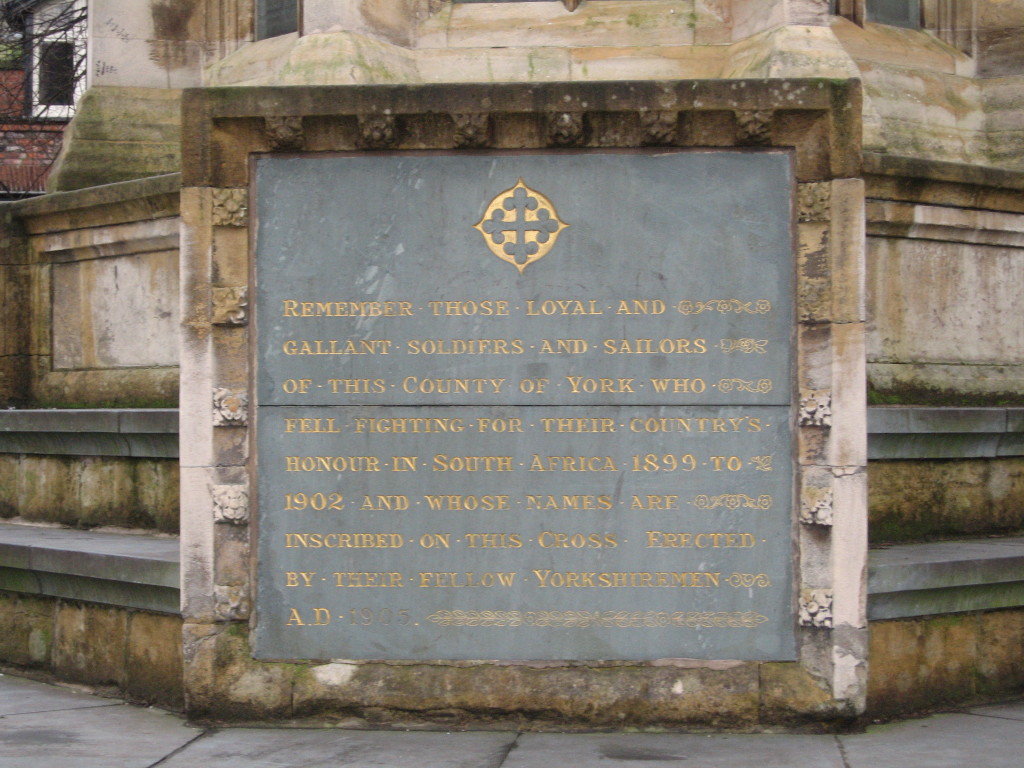 REMEMBER · THOSE · LOYAL · AND
GALLANT · SOLDIERS · AND · SAILORS ·
OF · THIS · COUNTY · OF · YORK · WHO ·
FELL · FIGHTING · FOR · THEIR · COUNTRY'S ·
HONOUR · IN · SOUTH · AFRICA · 1899 · TO ·
1902 · AND · WHOSE · NAMES · ARE ·
INSCRIBED · ON · THIS · CROSS · ERECTED ·
BY · THEIR · FELLOW · YORKSHIREMEN ·
A.D · 1905.